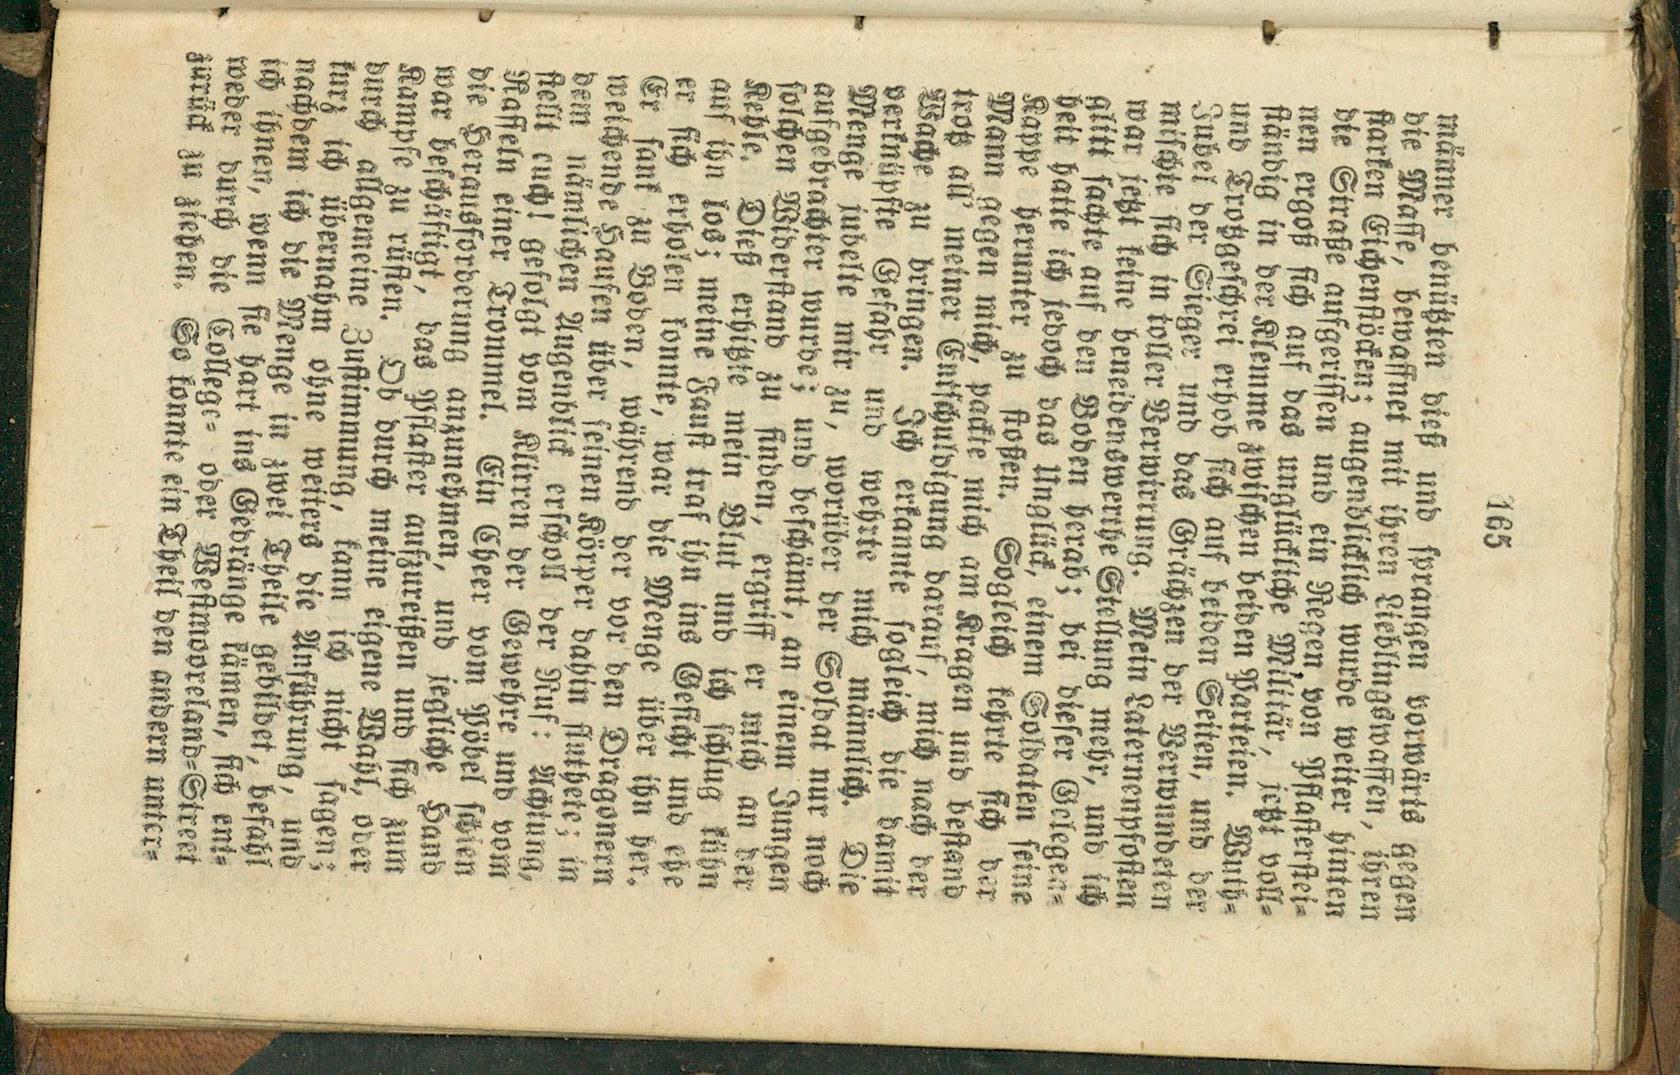 165
männer benützten dieß und sprangen vorwärts gegen
die Masse, bewaffnet mit ihren Lieblingswaffen, ihren
starken Eichenstöcken; augenblicklich wurde weiter hinten
die Straße aufgerissen und ein Regen von Pflasterstei-
nen ergoß sich auf das unglückliche Militär, jetzt voll-
ständig in der Klemme zwischen beiden Parteien. Wuth-
und Trotzgeschrei erhob sich auf beiden Seiten, und der
Jubel der Sieger und das Erächzen der Verwundeten
mischte sich in toller Verwirrung. Mein Laternenpfosten
war jetzt keine beneidenswerthe Stellung mehr, und ich
glitt sachte auf den Boden herab; bei dieser Gelegen-
heit hatte ich jedoch das Unglück, einem Soldaten seine
Kappe herunter zu stoßen. Sogleich kehrte sich der
Mann gegen mich, packte mich am Kragen und bestand
trotz all' meiner Entschuldigung darauf, mich nach der
Wache zu bringen. Ich erkannte sogleich die damit
verknüpfte Gefahr und wehrte mich männlich. Die
Menge jubelte mir zu, worüber der Soldat nur noch
aufgebrachter wurde; und beschämt, an einem Jungen
solchen Widerstand zu finden, ergriff er mich an der
Kehle. Dieß erhitzte mein Blut und ich schlug kühn
auf ihn los; meine Faust traf ihn ins Gesicht und ehe
er sich erholen konnte, war die Menge über ihn her.
Er sank zu Boden, während der vor den Dragonern
weichende Haufen über seinen Körper dahin fluthete; in
dem nämlichen Augenblick erscholl der Ruf: Achtung,
stellt euch! gefolgt vom Klirren der Gewehre und vom
Rasseln einer Trommel. Ein Cheer vom Pöbel schien
die Herausforderung anzunehmen, und jegliche Hand
war beschäftigt, das Pflaster aufzureißen und sich zum
Kampfe zu rüsten. Ob durch meine eigene Wahl, oder
durch allgemeine Zustimmung, kann ich nicht sagen;
kurz ich übernahm ohne weiters die Anführung, und
nachdem ich die Menge in zwei Theile gebildet, befahl
ich ihnen, wenn sie hart ins Gedränge kämen, sich ent-
weder durch die College- oder Westmoreland-Street
zurück zu ziehen. So konnte ein Theil den andern unter-